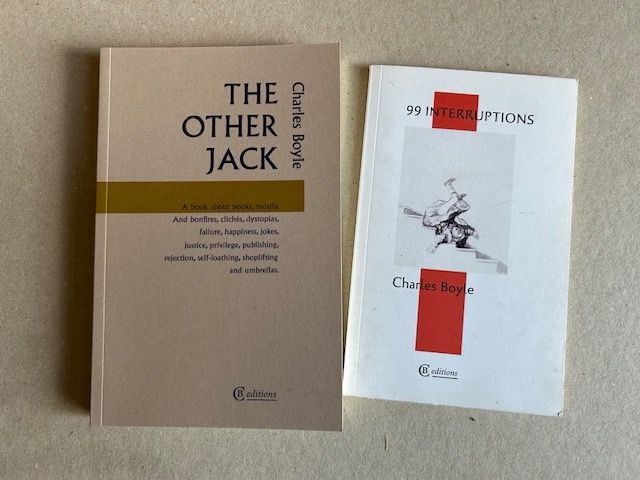 THE
OTHER
JACK
Charles Boyle
A book about books, mostly.
And bonfires, clichés, dystopias,
failure, happiness, jokes,
justice, privilege, publishing,
rejection, self-loathing, shoplifting
and umbrellas.
CB editions
99 INTERRUPTIONS
Charles Boyle
CB editions